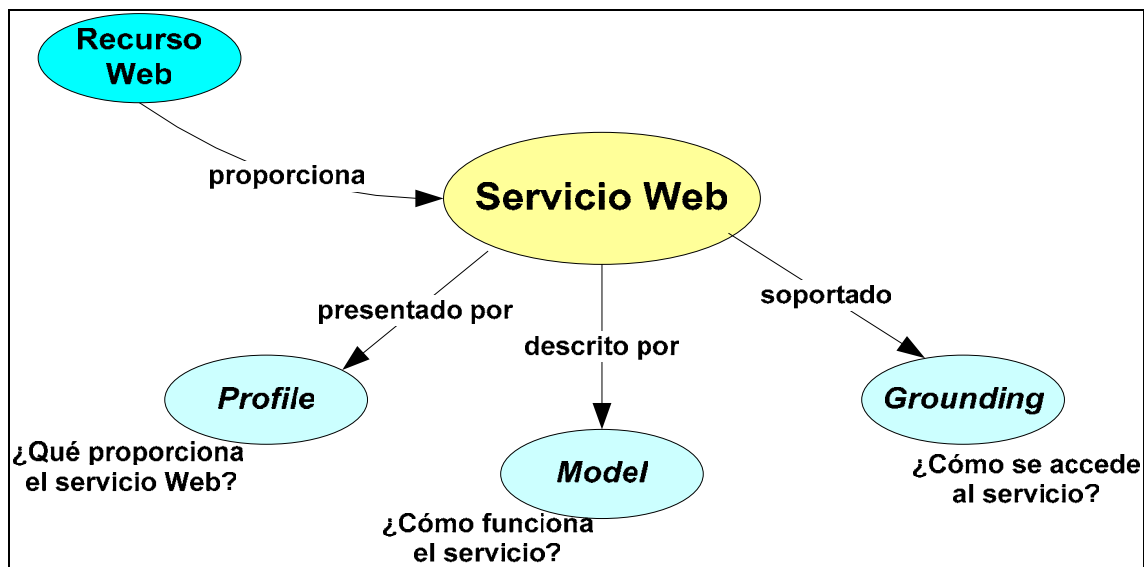 Recurso
Web
proporciona
Servicio Web
presentado por
descrito por
soportado
Profile
¿Qué proporciona
el servicio Web?
Model
¿Cómo funciona
el servicio?
Grounding
¿Cómo se accede
al servicio?